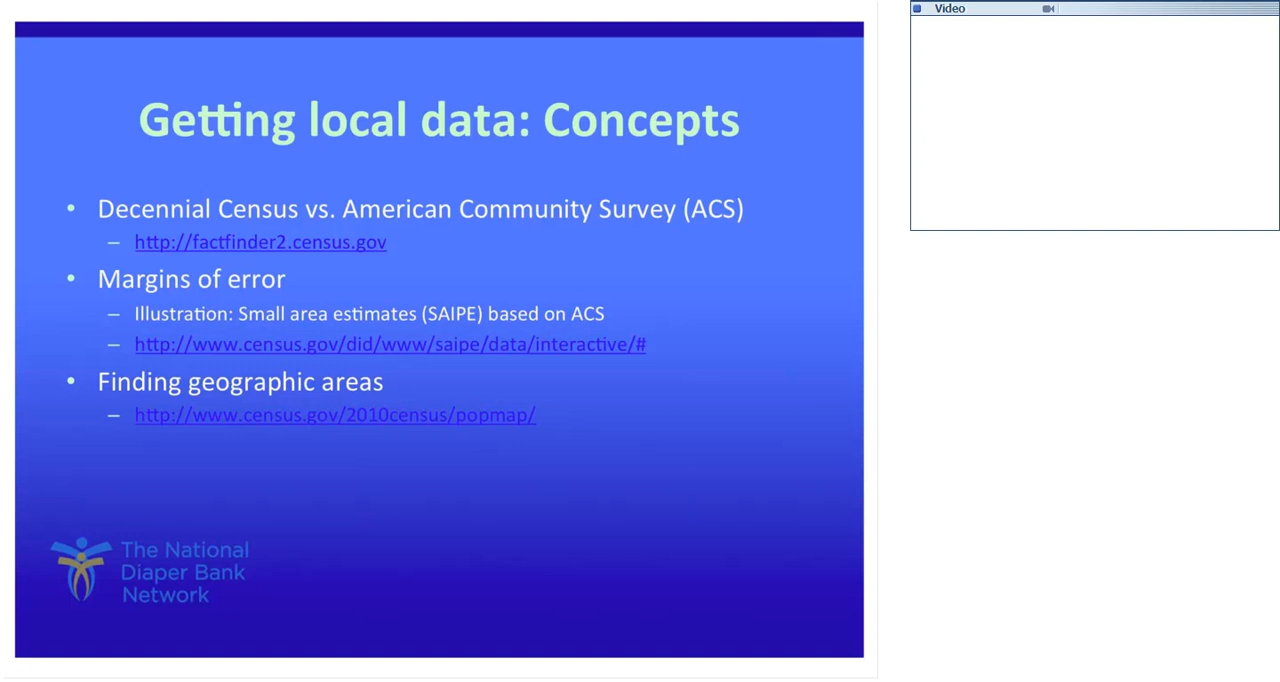 Getting local data: Concepts
• Decennial Census vs. American Community Survey (ACS)
– http://factfinder2.census.gov
• Margins of error
– Illustration: Small area estimates (SAIPE) based on ACS
– http://www.census.gov/did/www/saipe/data/interactive/#
• Finding geographic areas
– http://www.census.gov/2010census/popmap/
The National
Diaper Bank
Network
Video